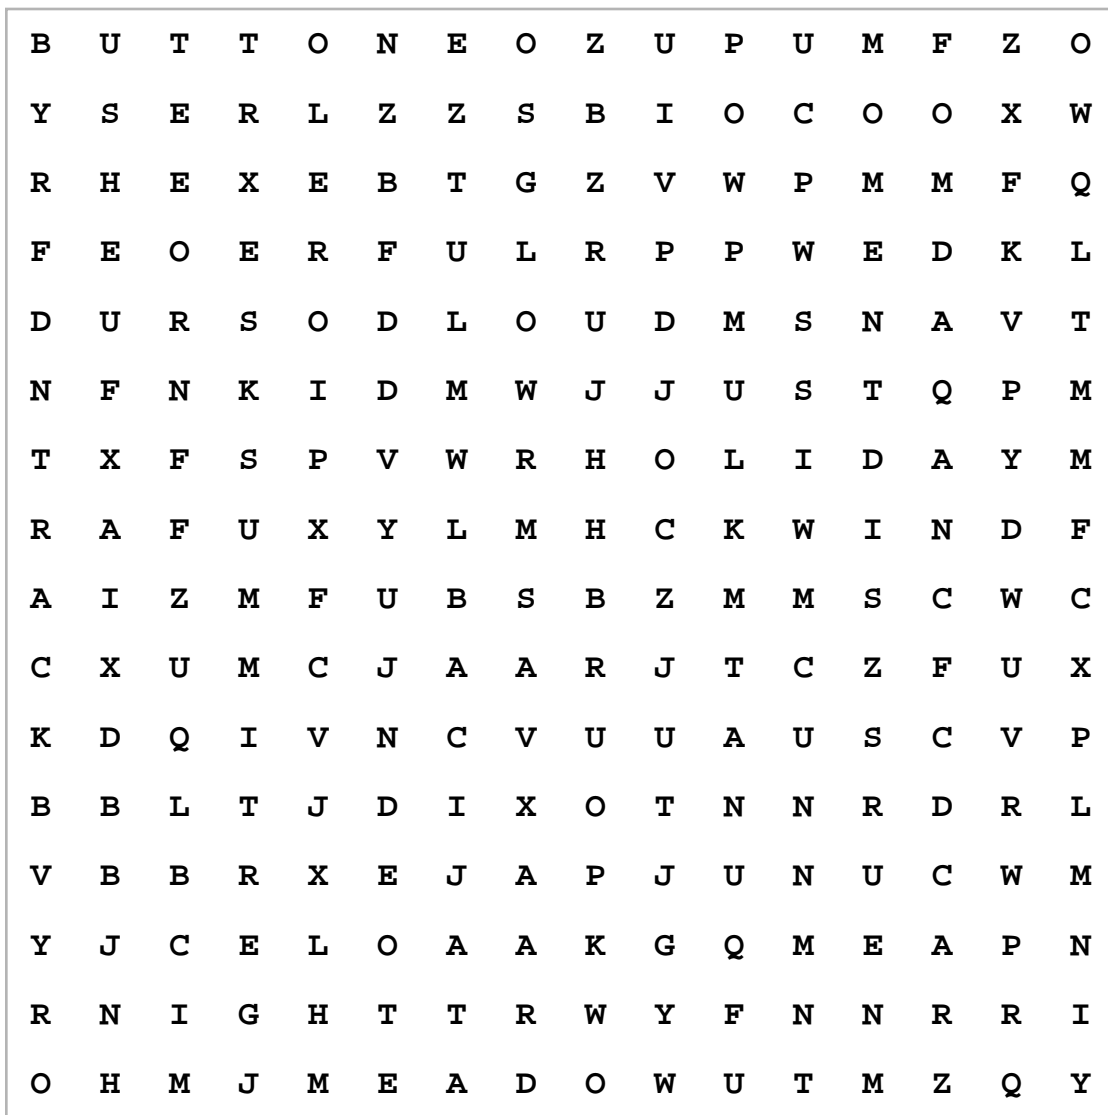 B U T T O N E O Z U P U M F Z O
Y S E R L Z Z S B I O C O O X W
R H E X E B T G Z V W P M M F Q
F E O E R F U L R P P W E D K L
D U R S O D L O U D M S N A V T
N F N K I D M W J J U S T Q P M
T X F S P V W R H O L I D A Y M
R A F U X Y L M H C K W I N D F
A I Z M F U B S B Z M M S C W C
C X U M C J A A R J T C Z F U X
K D Q I V N C V U U A U S C V P
B B L T J D I X O T N N R D R L
V B B R X E J A P J U N U C W M
Y J C E L O A A K G Q M E A P N
R N I G H T T R W Y F N N R R I
O H M J M E A D O W U T M Z Q Y